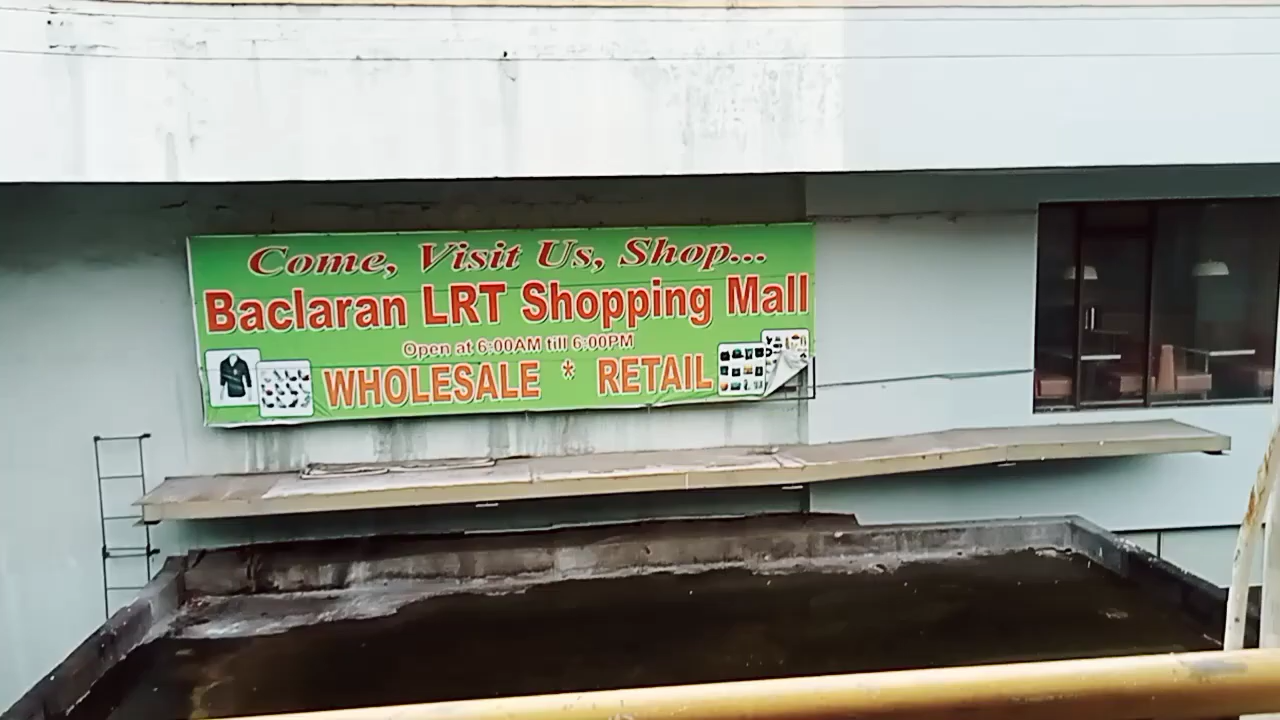 Come, Visit Us, Shop...
Baclaran LRT Shopping Mall
Open at 6:00AM till 6:00PM
WHOLESALE * RETAIL